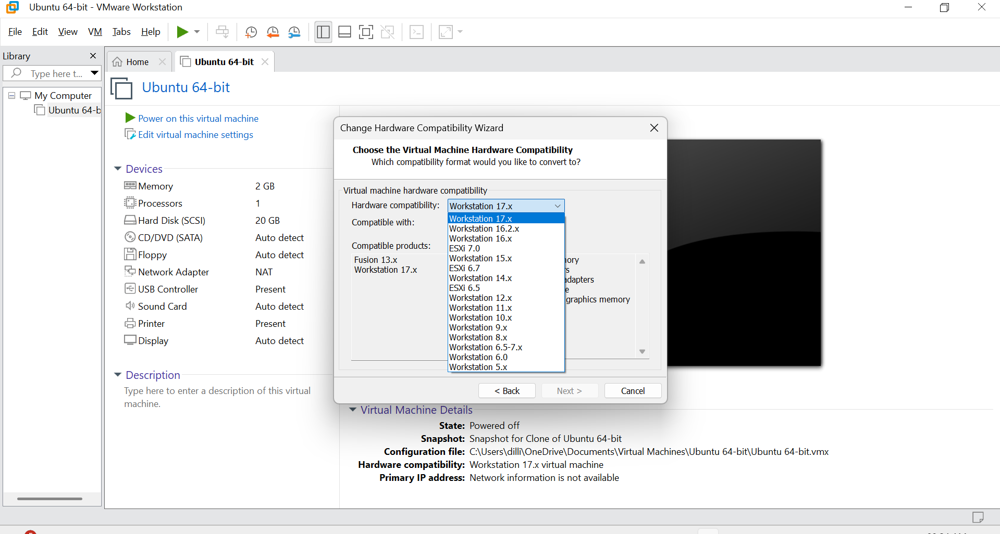 Ubuntu 64-bit - VMware Workstation
File Edit View VM Tabs Help
Library
Type here t...
My Computer
Ubuntu 64-b
Home
Ubuntu 64-bit
Ubuntu 64-bit
Power on this virtual machine
Edit virtual machine settings
Devices
Memory 2 GB
Processors 1
Hard Disk (SCSI) 20 GB
CD/DVD (SATA) Auto detect
Floppy Auto detect
Network Adapter NAT
USB Controller Present
Sound Card Auto detect
Printer Present
Display Auto detect
Description
Type here to enter a description of this virtual
machine.
Change Hardware Compatibility Wizard
Choose the Virtual Machine Hardware Compatibility
Which compatibility format would you like to convert to?
Virtual machine hardware compatibility
Hardware compatibility: Workstation 17.x
Compatible with:
Compatible products:
Fusion 13.x
Workstation 17.x
Workstation 17.x
Workstation 16.2.x
Workstation 16.x
ESXi 7.0
Workstation 15.x
ESXi 6.7
Workstation 14.x
ESXi 6.5
Workstation 12.x
Workstation 11.x
Workstation 10.x
Workstation 9.x
Workstation 8.x
Workstation 6.5-7.x
Workstation 6.0
Workstation 5.x
graphics memory
< Back Next > Cancel
Virtual Machine Details
State: Powered off
Snapshot: Snapshot for Clone of Ubuntu 64-bit
Configuration file: C:\Users\dilli\OneDrive\Documents\Virtual Machines\Ubuntu 64-bit\Ubuntu 64-bit.vmx
Hardware compatibility: Workstation 17.x virtual machine
Primary IP address: Network information is not available